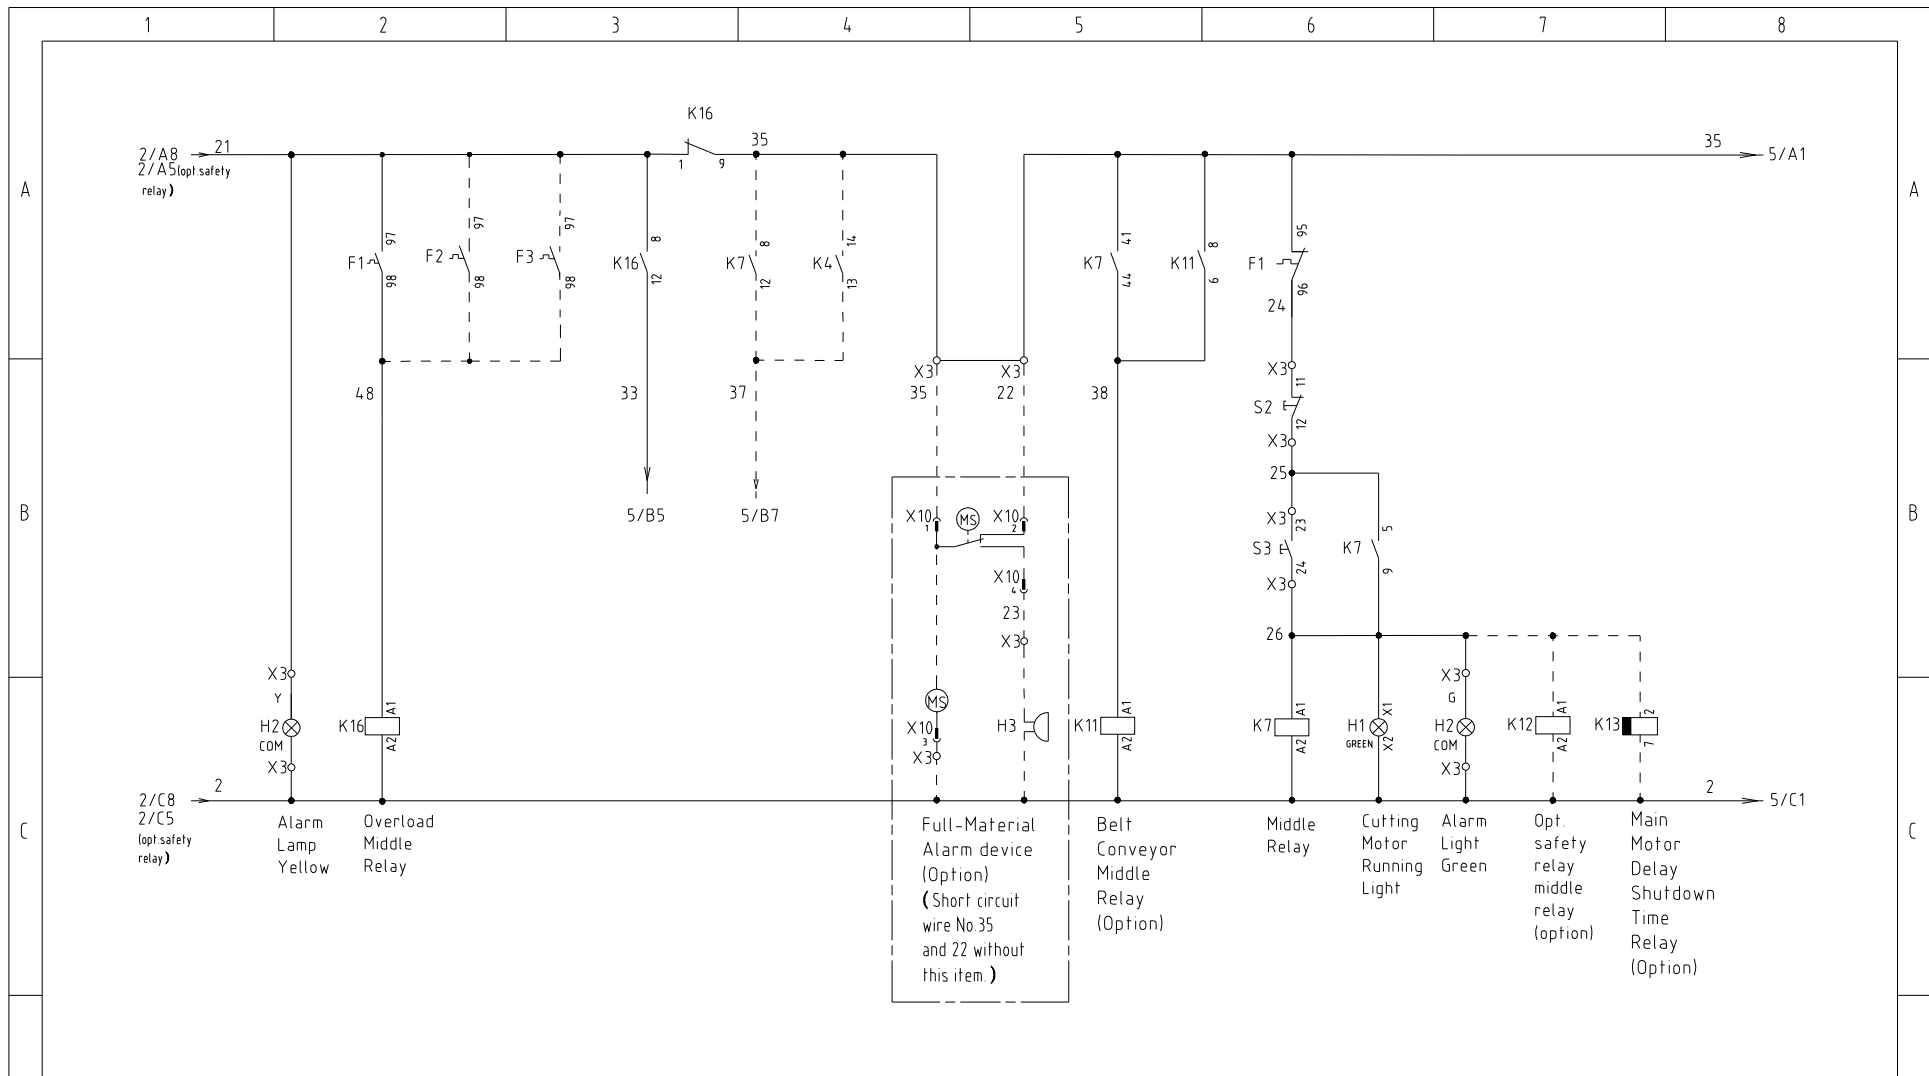 1 2 3 4 5 6 7 8
K16
2/A8 21 35 35 5/A1
2/A5(opt.safety
relay)
1 9
A A
97 97 97 8 8 14 41 8 95
F1 F2 F3 K16 K7 K4 K7 K11 F1
98 98 98 12 12 13 44 6 96
24
X3 X3 X3
48 33 37 35 22 38
11
S2
12
X3
25
B B
5/B5 5/B7
X10 MS X10 X3
1 2
23 5
S3 K7
24 9
X10 X3
4
23
26
X3
X3 X3
Y MS G
A1 A1 A1 X1 A1 2
H2 K16 X10 H3 K11 K7 H1 H2 K12 K13
3
COM GREEN COM
A2 A2 A2 X2 A2 7
X3 X3 X3
2/C8 2 2 5/C1
2/C5
(opt.safety
relay)
C C
Alarm
Lamp
Yellow
Overload
Middle
Relay
Full-Material
Alarm device
(Option)
(Short circuit
wire No.35
and 22 without
this item.)
Belt
Conveyor
Middle
Relay
(Option)
Middle
Relay
Cutting
Motor
Running
Light
Alarm
Light
Green
Opt.
safety
relay
middle
relay
(option)
Main
Motor
Delay
Shutdown
Time
Relay
(Option)